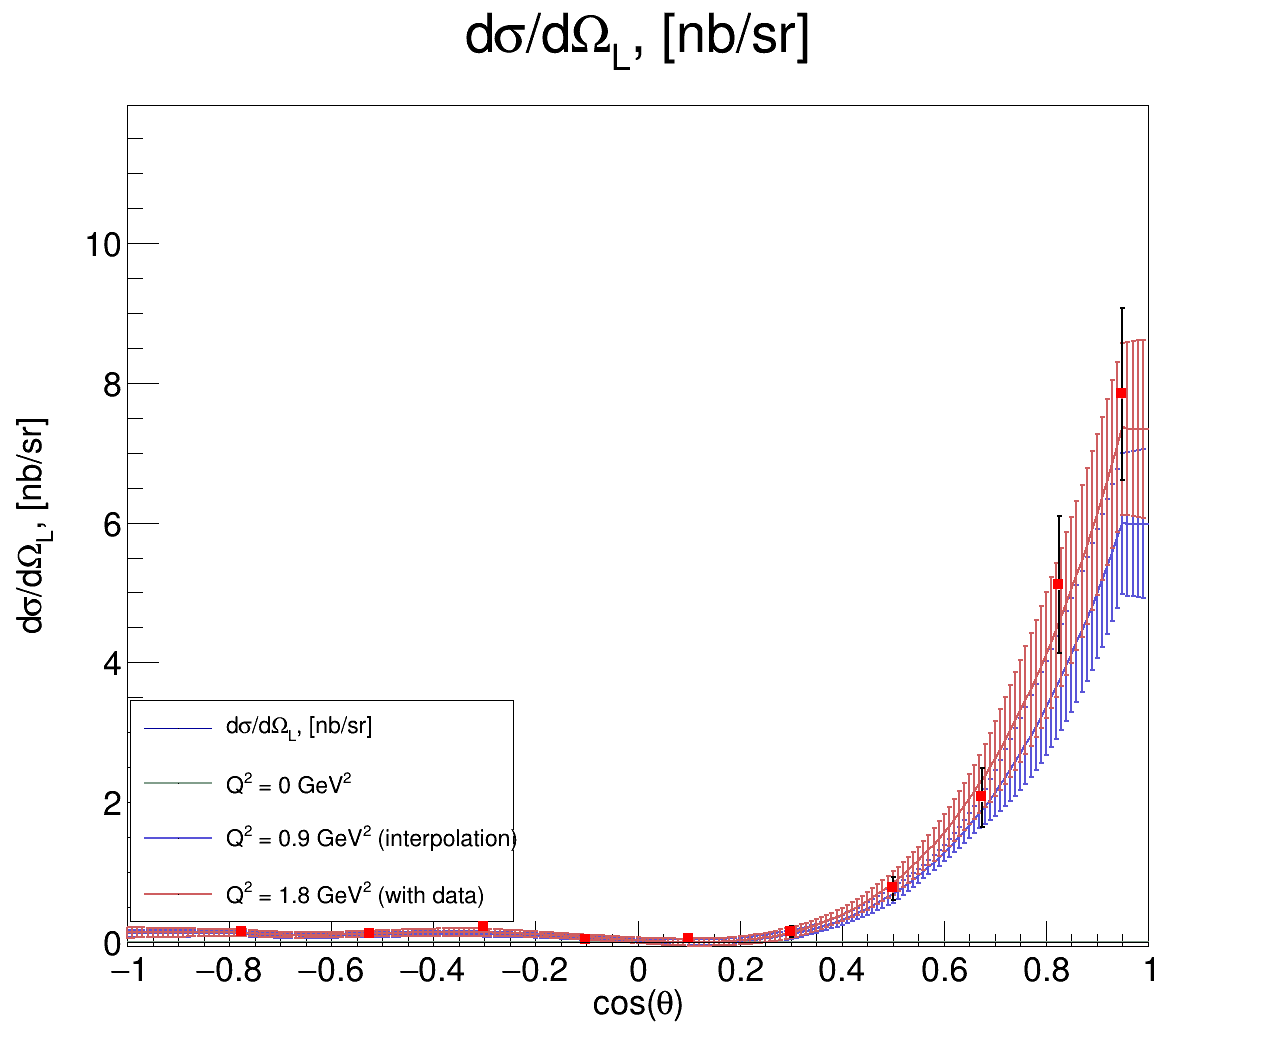 dσ/dΩL, [nb/sr]
dσ/dΩL, [nb/sr]
10
8
6
4
2
0
dσ/dΩL, [nb/sr]
Q² = 0 GeV²
Q² = 0.9 GeV² (interpolation)
Q² = 1.8 GeV² (with data)
−1 −0.8 −0.6 −0.4 −0.2 0 0.2 0.4 0.6 0.8 1
cos(θ)